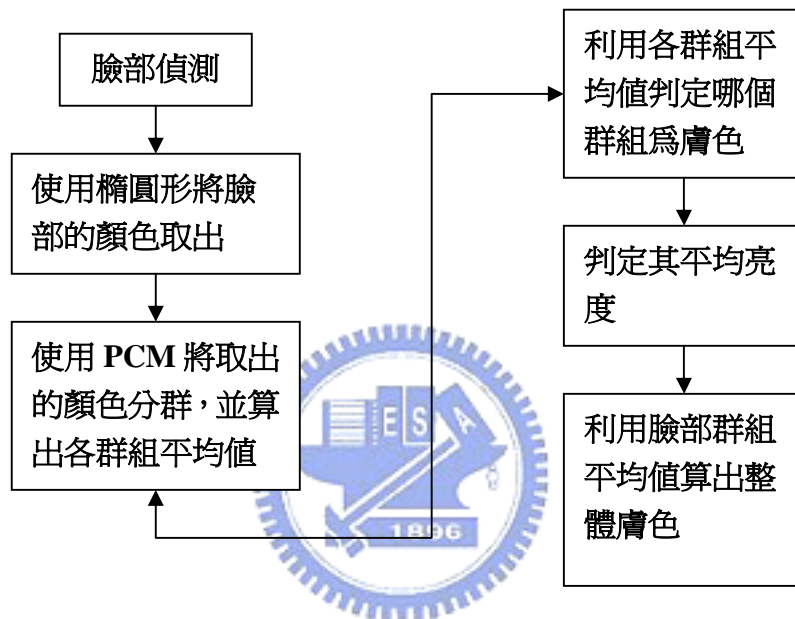 臉部偵測
使用橢圓形將臉
部的顏色取出
使用 PCM 將取出
的顏色分群，並算
出各群組平均值
利用各群組平
均值判定哪個
群組爲膚色
判定其平均亮
度
利用臉部群組
平均值算出整
體膚色
ESA
1896